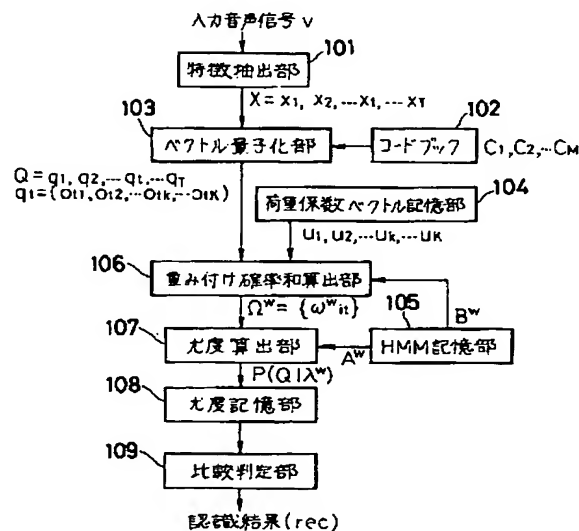 入力音声信号 v
101
特徴抽出部
X = x1, x2, …xt, …xT
103
102
ベクトル量子化部
コードブック
C1, C2, …CM
Q = q1, q2, …qt, …qT
qt = {Ot1, Ot2 …Otk, …OtK}
104
荷重係数ベクトル記憶部
u1, u2, …uk, …uK
106
重み付け確率和算出部
Ω^w = {ω^w it}
105
B^w
107
尤度算出部
A^w
HMM記憶部
P(Q|λ^w)
108
尤度記憶部
109
比較判定部
認識結果(rec)